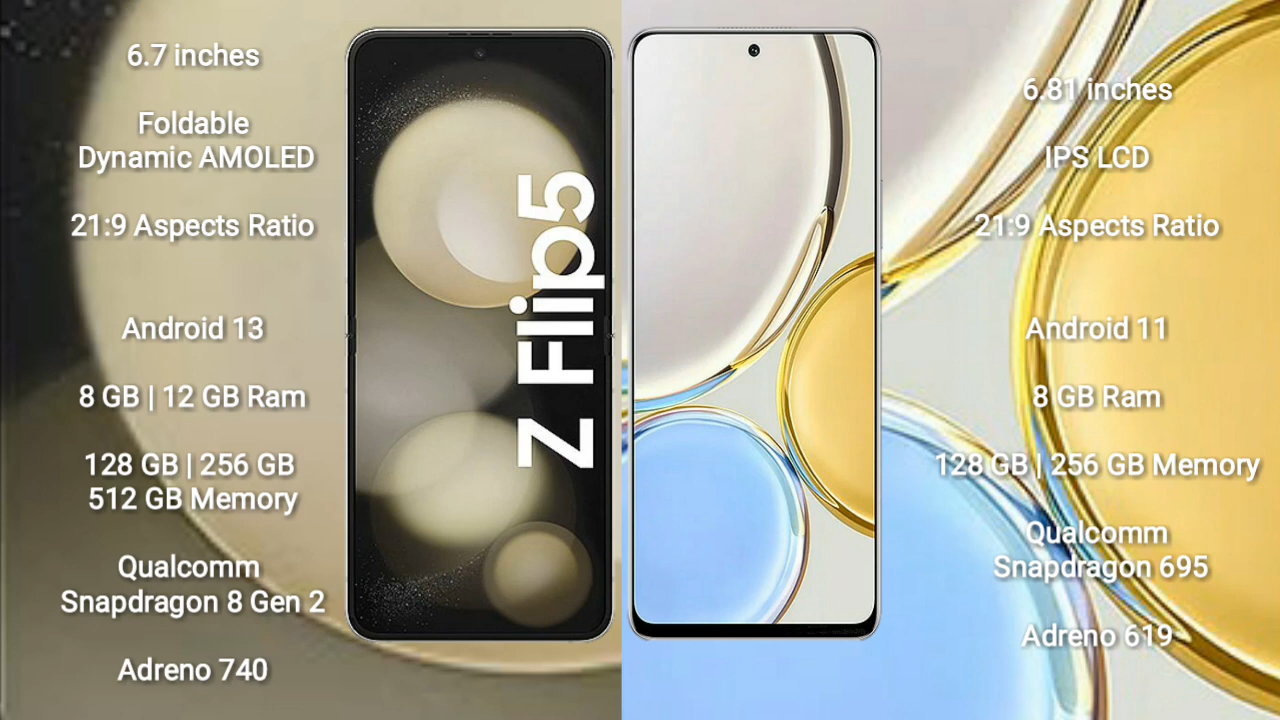 6.7 inches
Foldable
Dynamic AMOLED
21:9 Aspects Ratio
Android 13
8 GB | 12 GB Ram
128 GB | 256 GB
512 GB Memory
Qualcomm
Snapdragon 8 Gen 2
Adreno 740
Z Flip5
6.81 inches
IPS LCD
21:9 Aspects Ratio
Android 11
8 GB Ram
128 GB | 256 GB Memory
Qualcomm
Snapdragon 695
Adreno 619